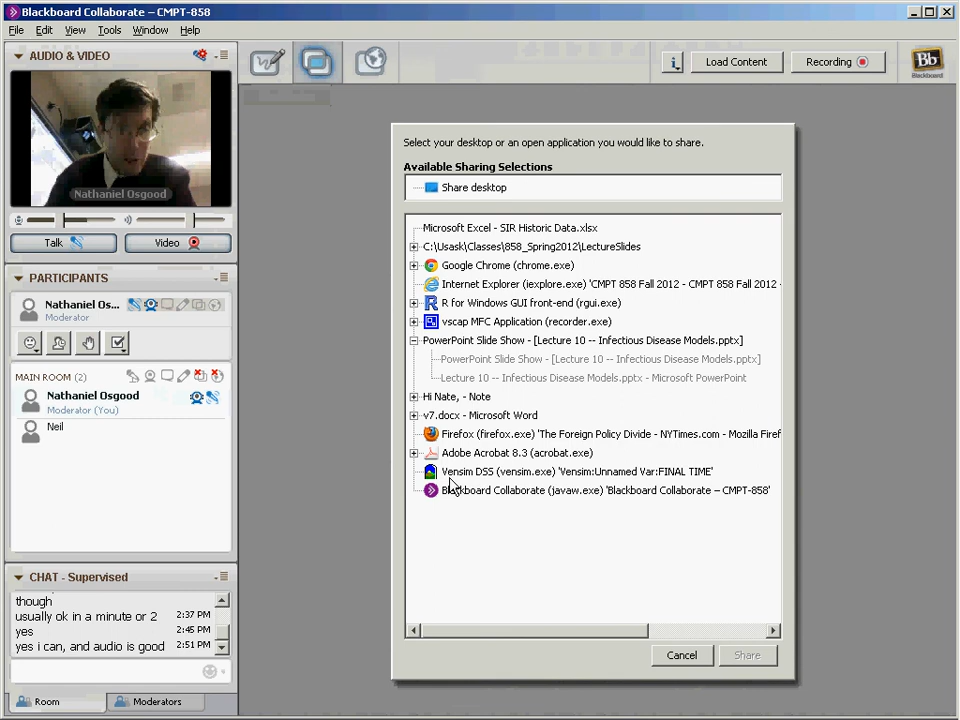 Blackboard Collaborate – CMPT-858
File Edit View Tools Window Help
AUDIO & VIDEO
Nathaniel Osgood
Talk
Video
PARTICIPANTS
Nathaniel Os...
Moderator
MAIN ROOM (2)
Nathaniel Osgood
Moderator (You)
Neil
CHAT - Supervised
though
usually ok in a minute or 2 2:37 PM
yes 2:45 PM
yes i can, and audio is good 2:51 PM
Room
Moderators
Load Content
Recording
Bb
Blackboard
Select your desktop or an open application you would like to share.
Available Sharing Selections
Share desktop
Microsoft Excel - SIR Historic Data.xlsx
C:\Usask\Classes\858_Spring2012\LectureSlides
Google Chrome (chrome.exe)
Internet Explorer (iexplore.exe) 'CMPT 858 Fall 2012 - CMPT 858 Fall 2012 -
R for Windows GUI front-end (rgui.exe)
vscap MFC Application (recorder.exe)
PowerPoint Slide Show - [Lecture 10 -- Infectious Disease Models.pptx]
PowerPoint Slide Show - [Lecture 10 -- Infectious Disease Models.pptx]
Lecture 10 -- Infectious Disease Models.pptx - Microsoft PowerPoint
Hi Nate, - Note
v7.docx - Microsoft Word
Firefox (firefox.exe) 'The Foreign Policy Divide - NYTimes.com - Mozilla Firef
Adobe Acrobat 8.3 (acrobat.exe)
Vensim DSS (vensim.exe) 'Vensim:Unnamed Var:FINAL TIME'
Blackboard Collaborate (javaw.exe) 'Blackboard Collaborate – CMPT-858'
Cancel
Share